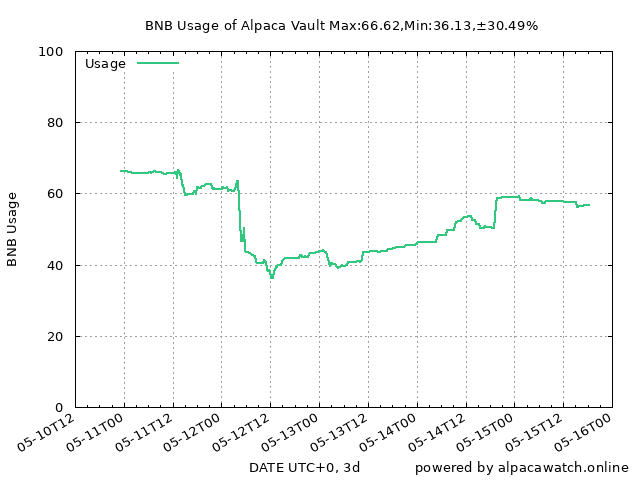 BNB Usage of Alpaca Vault Max:66.62,Min:36.13,±30.49%
100
80
60
40
20
0
BNB Usage
Usage
05-10T12
05-11T00
05-11T12
05-12T00
05-12T12
05-13T00
05-13T12
05-14T00
05-14T12
05-15T00
05-15T12
05-16T00
DATE UTC+0, 3d
powered by alpacawatch.online